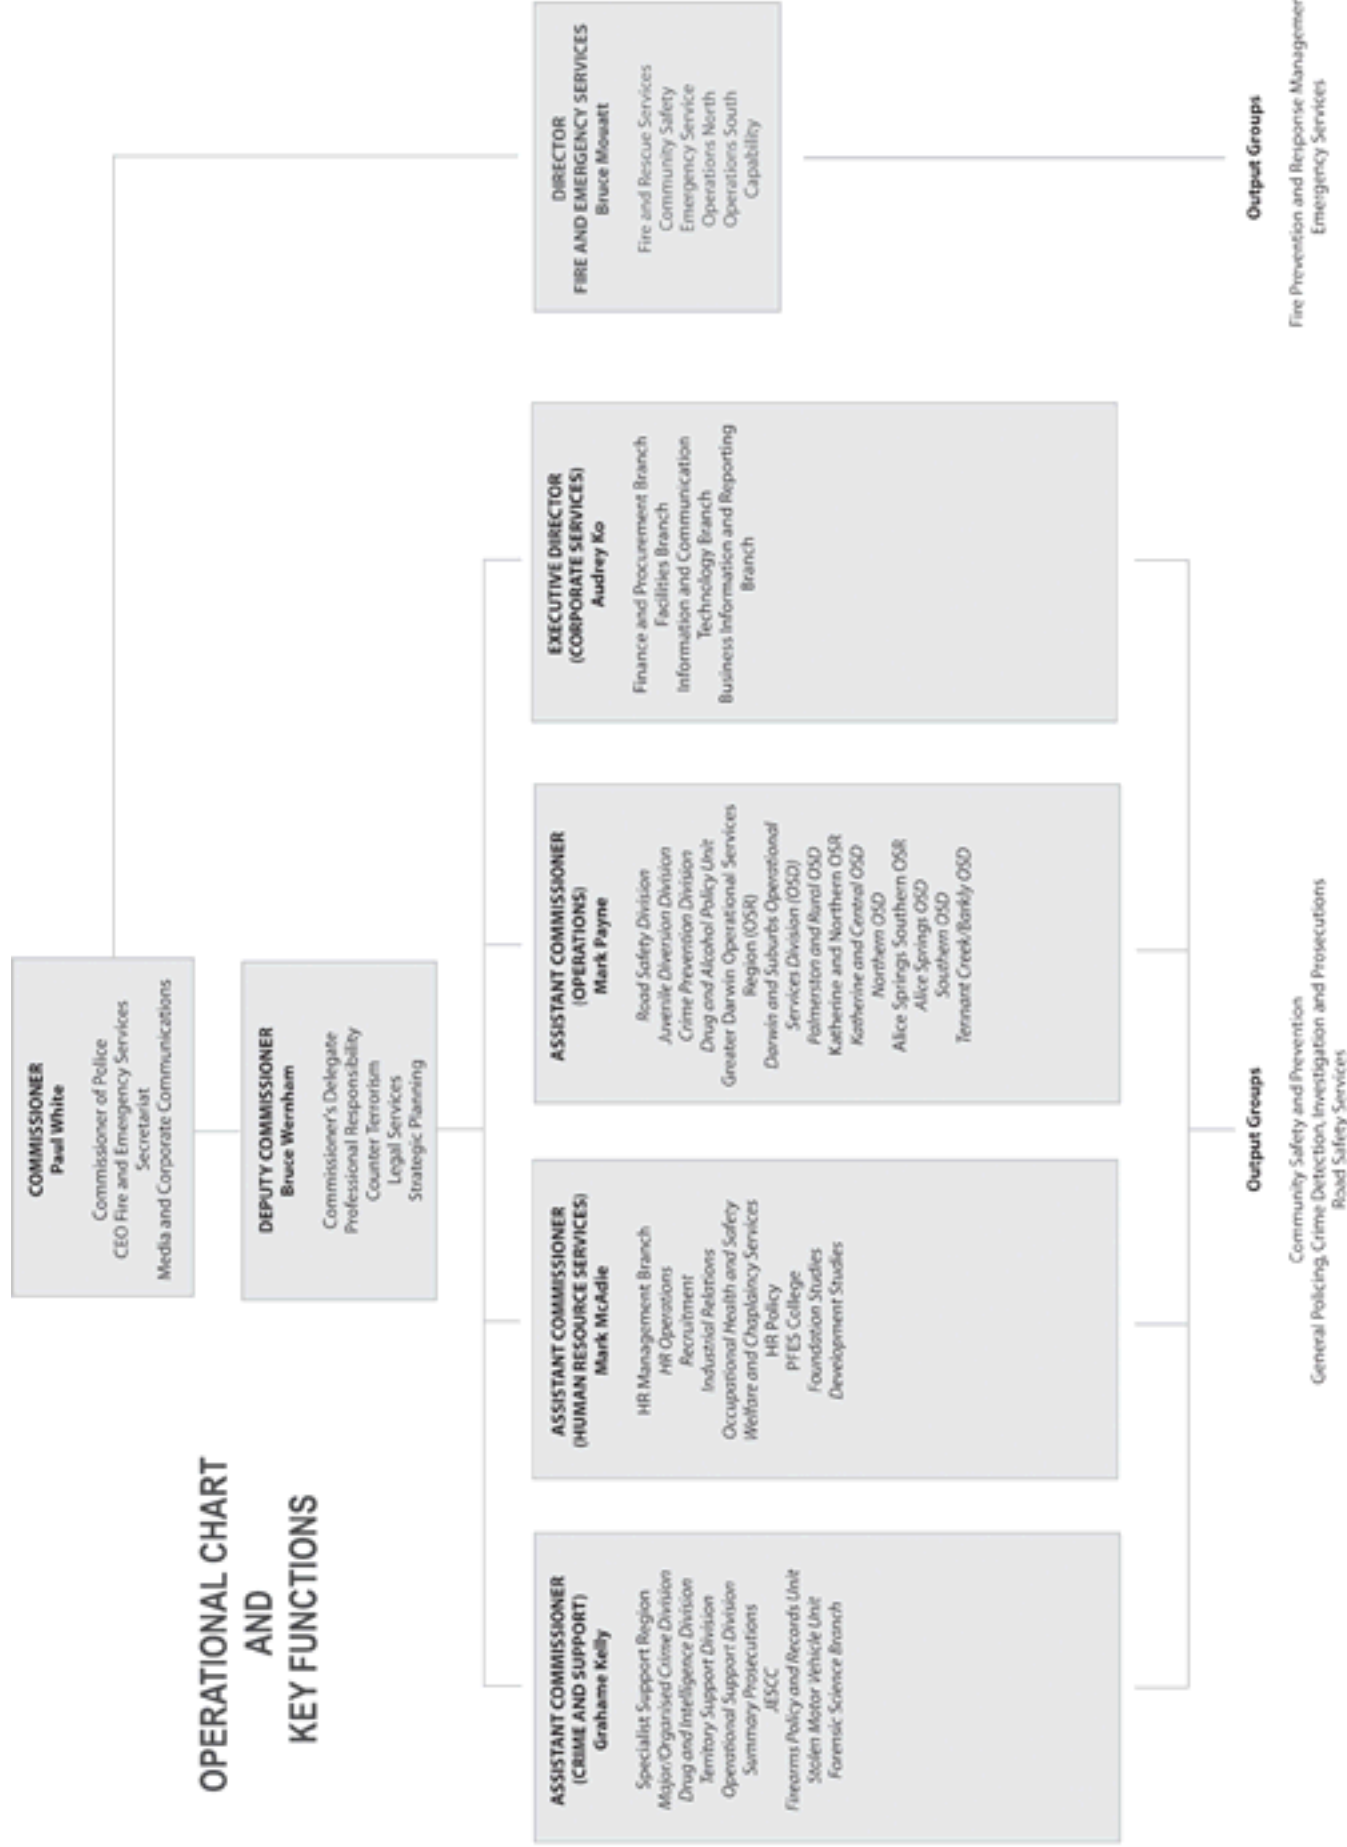 OPERATIONAL CHART
AND
KEY FUNCTIONS
COMMISSIONER
Paul White
Commissioner of Police
CEO Fire and Emergency Services
Secretariat
Media and Corporate Communications
DEPUTY COMMISSIONER
Bruce Wernham
Commissioner's Delegate
Professional Responsibility
Counter Terrorism
Legal Services
Strategic Planning
ASSISTANT COMMISSIONER
(CRIME AND SUPPORT)
Grahame Kelly
Specialist Support Region
Major/Organised Crime Division
Drug and Intelligence Division
Territory Support Division
Operational Support Division
Summary Prosecutions
JESCC
Firearms Policy and Records Unit
Stolen Motor Vehicle Unit
Forensic Science Branch
ASSISTANT COMMISSIONER
(HUMAN RESOURCE SERVICES)
Mark McAdie
HR Management Branch
HR Operations
Recruitment
Industrial Relations
Occupational Health and Safety
Welfare and Chaplaincy Services
HR Policy
PFES College
Foundation Studies
Development Studies
ASSISTANT COMMISSIONER
(OPERATIONS)
Mark Payne
Road Safety Division
Juvenile Diversion Division
Crime Prevention Division
Drug and Alcohol Policy Unit
Greater Darwin Operational Services
Region (OSR)
Darwin and Suburbs Operational
Services Division (OSD)
Palmerston and Rural OSD
Katherine and Northern OSR
Katherine and Central OSD
Northern OSD
Alice Springs Southern OSR
Alice Springs OSD
Southern OSD
Tennant Creek/Barkly OSD
EXECUTIVE DIRECTOR
(CORPORATE SERVICES)
Audrey Ko
Finance and Procurement Branch
Facilities Branch
Information and Communication
Technology Branch
Business Information and Reporting
Branch
DIRECTOR
FIRE AND EMERGENCY SERVICES
Bruce Mouatt
Fire and Rescue Services
Community Safety
Emergency Service
Operations North
Operations South
Capability
Output Groups
Community Safety and Prevention
General Policing, Crime Detection, Investigation and Prosecutions
Road Safety Services
Output Groups
Fire Prevention and Response Managemen
Emergency Services